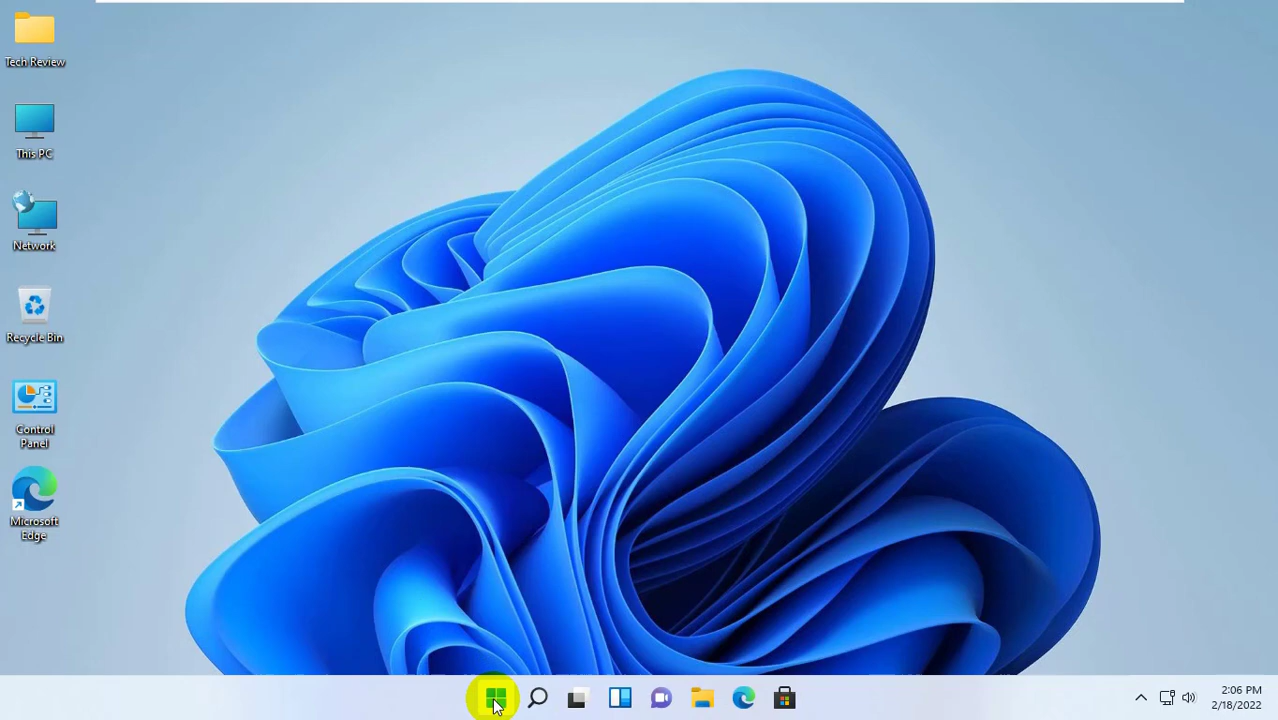 Tech Review
This PC
Network
Recycle Bin
Control
Panel
Microsoft
Edge
2:06 PM
2/18/2022